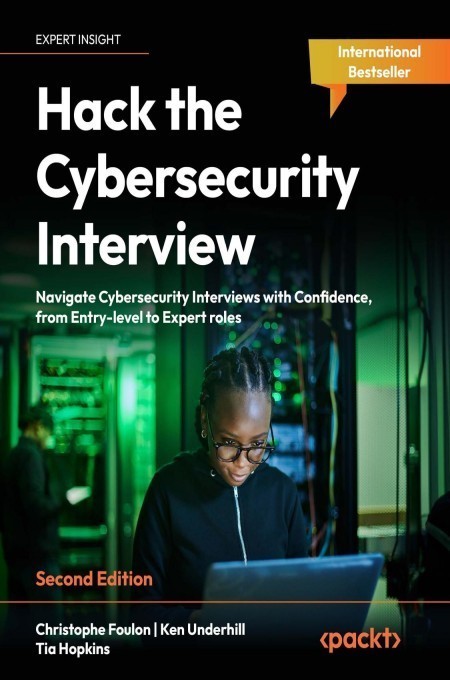 EXPERT INSIGHT
International
Bestseller
Hack the
Cybersecurity
Interview
Navigate Cybersecurity Interviews with Confidence,
from Entry-level to Expert roles
Second Edition
Christophe Foulon | Ken Underhill
Tia Hopkins
<packt>